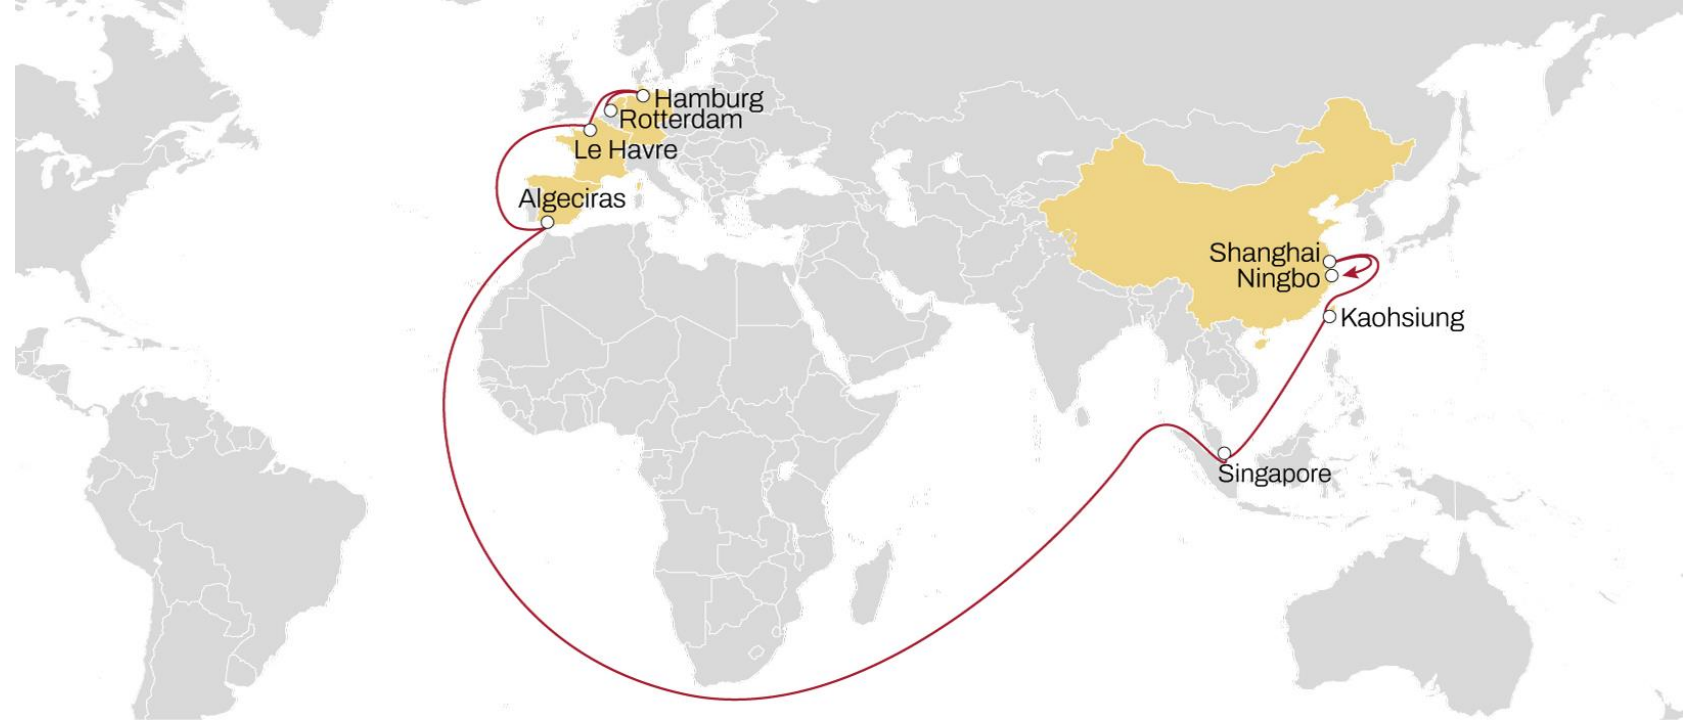 Hamburg
Rotterdam
Le Havre
Algeciras
Shanghai
Ningbo
Kaohsiung
Singapore